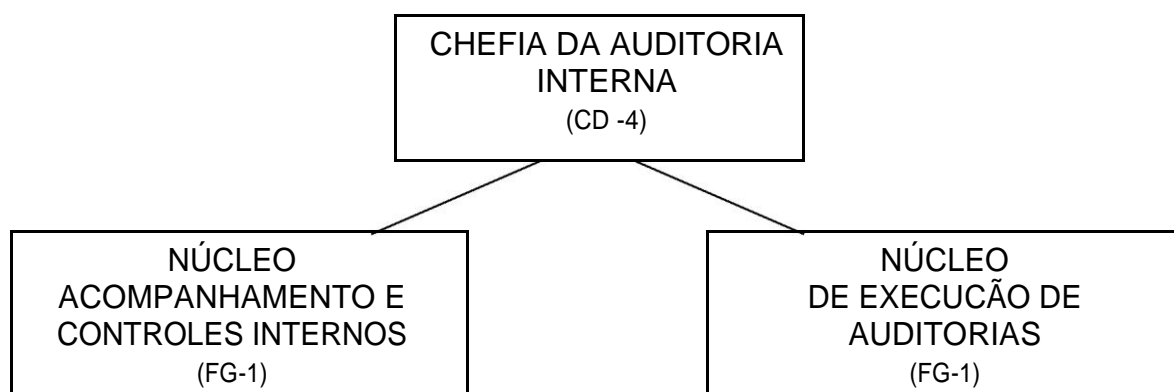 CHEFIA DA AUDITORIA
INTERNA
(CD -4)
NÚCLEO
ACOMPANHAMENTO E
CONTROLES INTERNOS
(FG-1)
NÚCLEO
DE EXECUCÃO DE
AUDITORIAS
(FG-1)